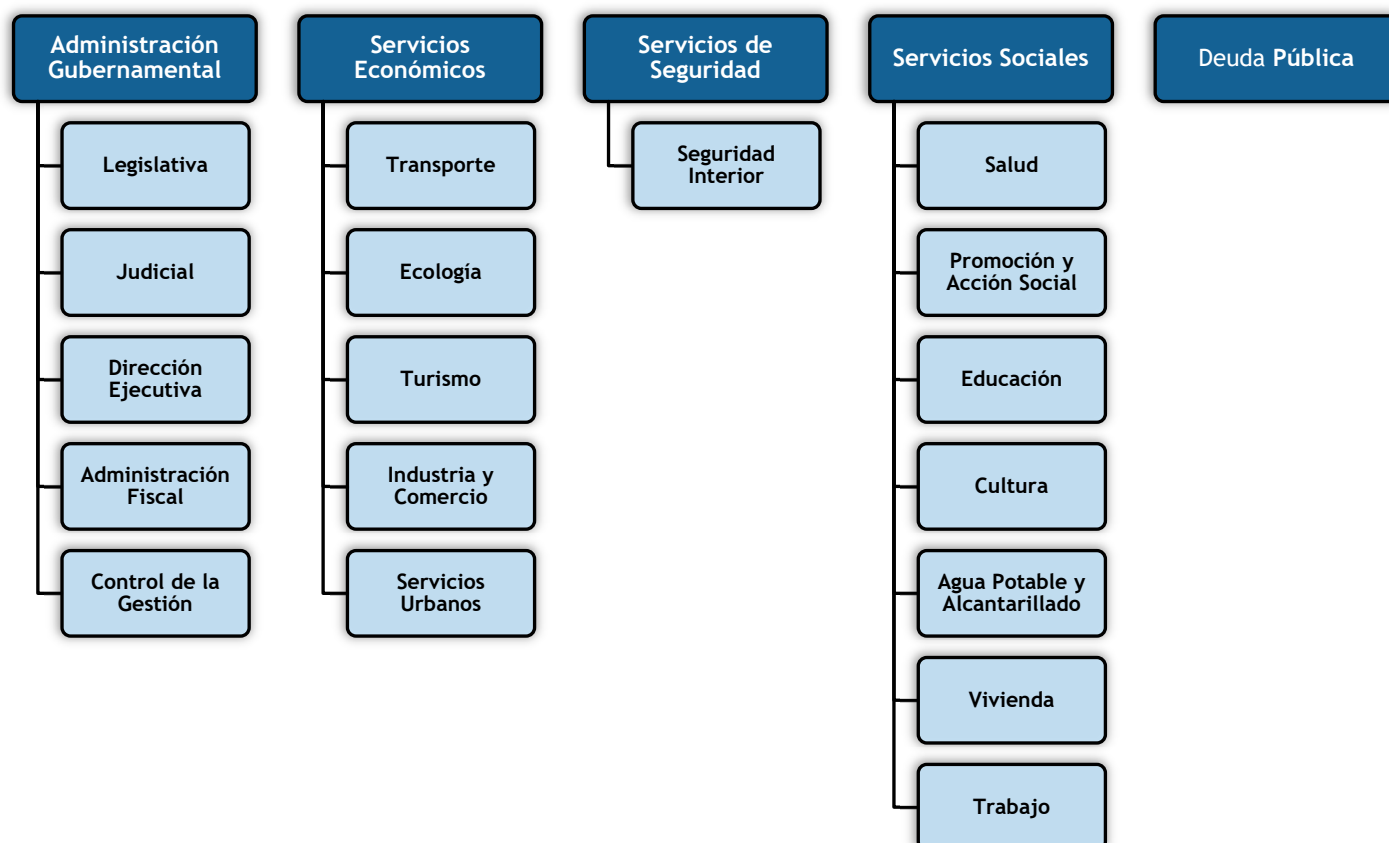 Administración
Gubernamental
Legislativa
Judicial
Dirección
Ejecutiva
Administración
Fiscal
Control de la
Gestión
Servicios
Económicos
Transporte
Ecología
Turismo
Industria y
Comercio
Servicios
Urbanos
Servicios de
Seguridad
Seguridad
Interior
Servicios Sociales
Salud
Promoción y
Acción Social
Educación
Cultura
Agua Potable y
Alcantarillado
Vivienda
Trabajo
Deuda Pública